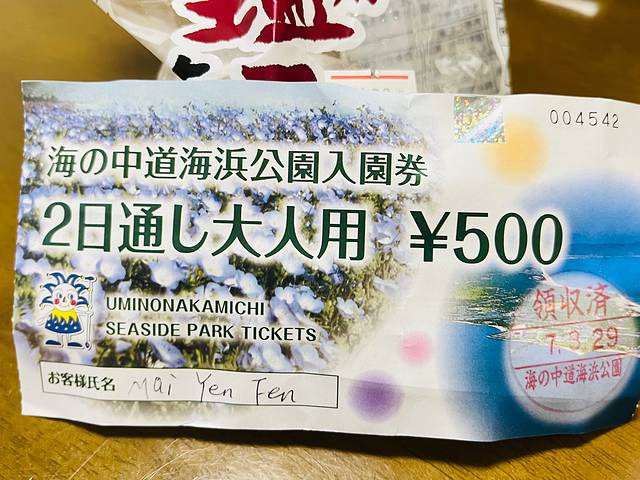 004542
海の中道海浜公園入園券
2日通し大人用 ¥500
UMINONAKAMICHI
SEASIDE PARK TICKETS
領収済
7.3.29
海の中道海浜公園
お客様氏名 Mai Yen Fen